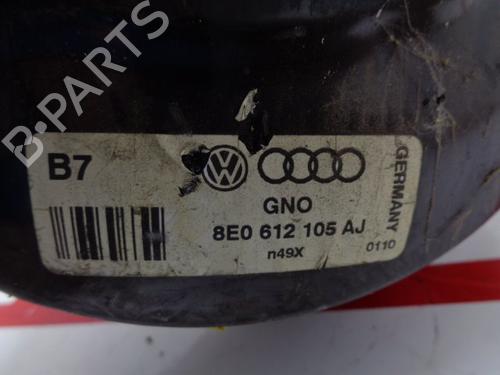 B-PARTS
B7
GNO
8E0 612 105 AJ
n49X
0110
GERMANY